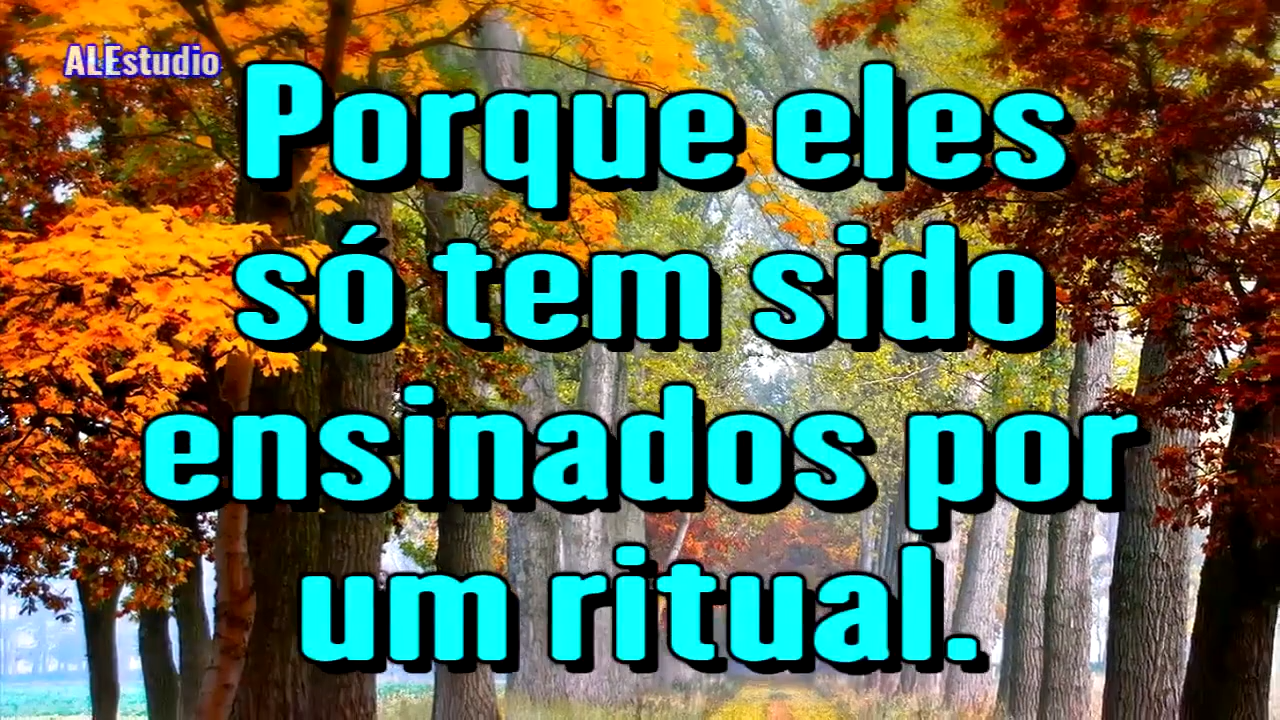 ALEstudio
Porque eles
só tem sido
ensinados por
um ritual.